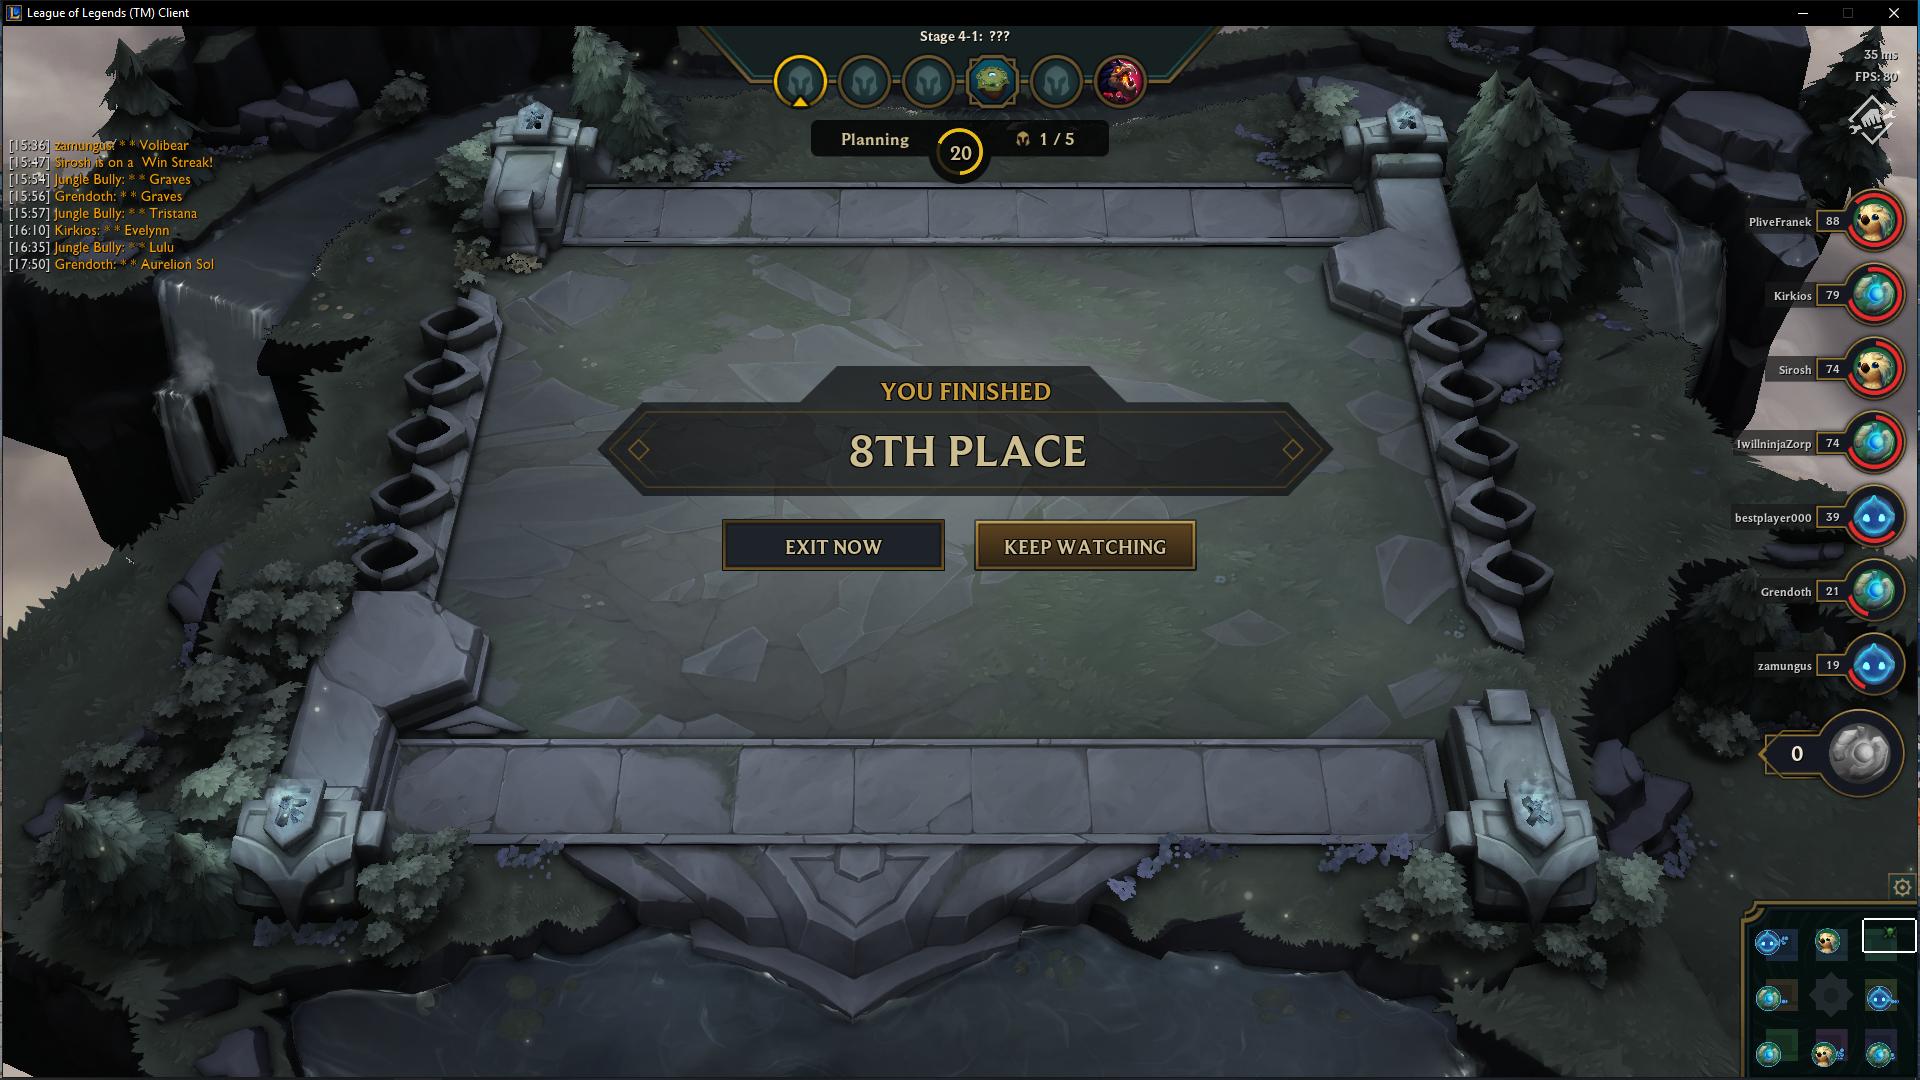 League of Legends (TM) Client
Stage 4-1: ???
35 ms
FPS: 80
Planning
20
1 / 5
[15:36] zamungus: * * Volibear
[15:47] Sirosh is on a Win Streak!
[15:54] Jungle Bully: * * Graves
[15:56] Grendoth: * * Graves
[15:57] Jungle Bully: * * Tristana
[16:10] Kirkios: * * Evelynn
[16:35] Jungle Bully: * * Lulu
[17:50] Grendoth: * * Aurelion Sol
PliveFranek 88
Kirkios 79
Sirosh 74
IwillninjaZorp 74
bestplayer000 39
Grendoth 21
zamungus 19
0
YOU FINISHED
8TH PLACE
EXIT NOW
KEEP WATCHING